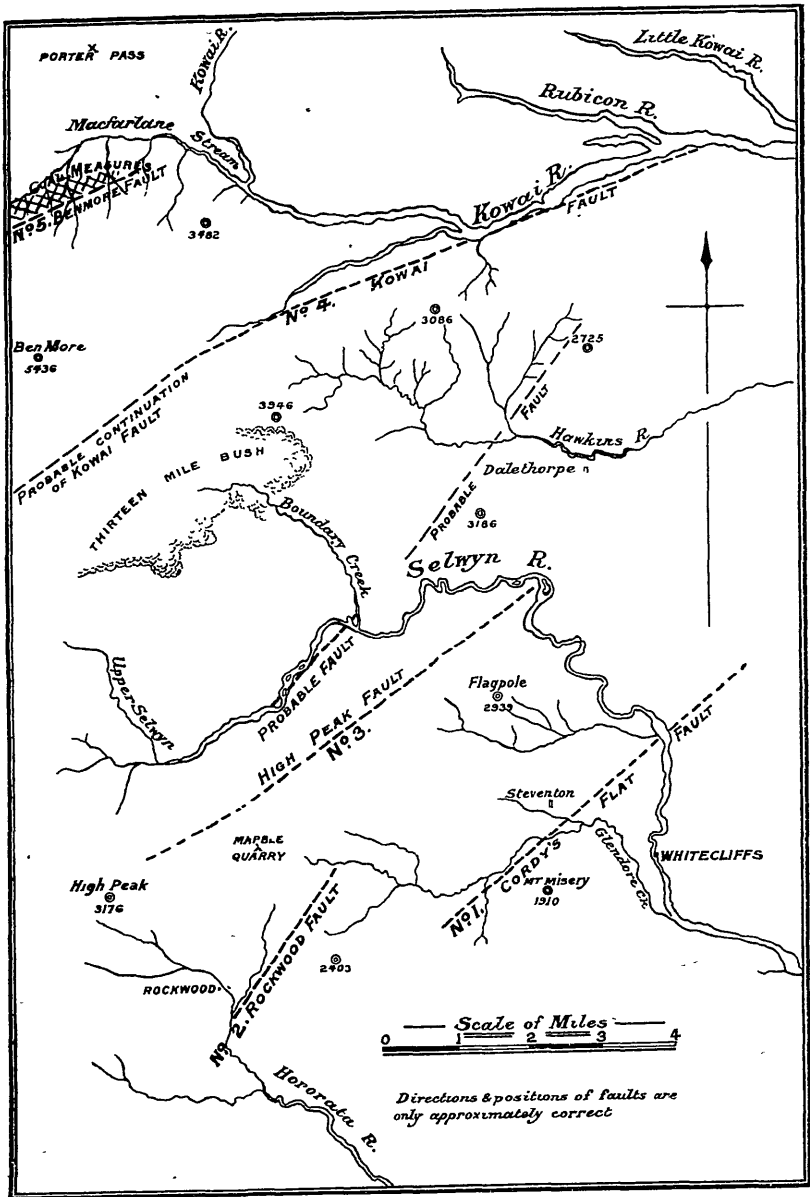 PORTER PASS
Kowai R.
Little Kowai R.
Rubicon R.
Macfarlane Stream
COAL MEASURES
No 5. BENMORE FAULT
3482
Kowai R.
No 4. KOWAI FAULT
3086
2725
Ben More
5436
PROBABLE CONTINUATION
OF KOWAI FAULT
3946
THIRTEEN MILE BUSH
PROBABLE FAULT
Hawkins R
Dalethorpe
3186
Boundary Creek
Selwyn R.
Upper Selwyn
PROBABLE FAULT
HIGH PEAK FAULT
No 3.
Flagpole
2939
Steventon
No 1. CORDY'S FLAT FAULT
Glendore Ck.
WHITECLIFFS
MARBLE
QUARRY
MT MISERY
1910
High Peak
3176
2403
ROCKWOOD
No 2. ROCKWOOD FAULT
Hororata R.
Scale of Miles
0 1 2 3 4
Directions & positions of faults are
only approximately correct